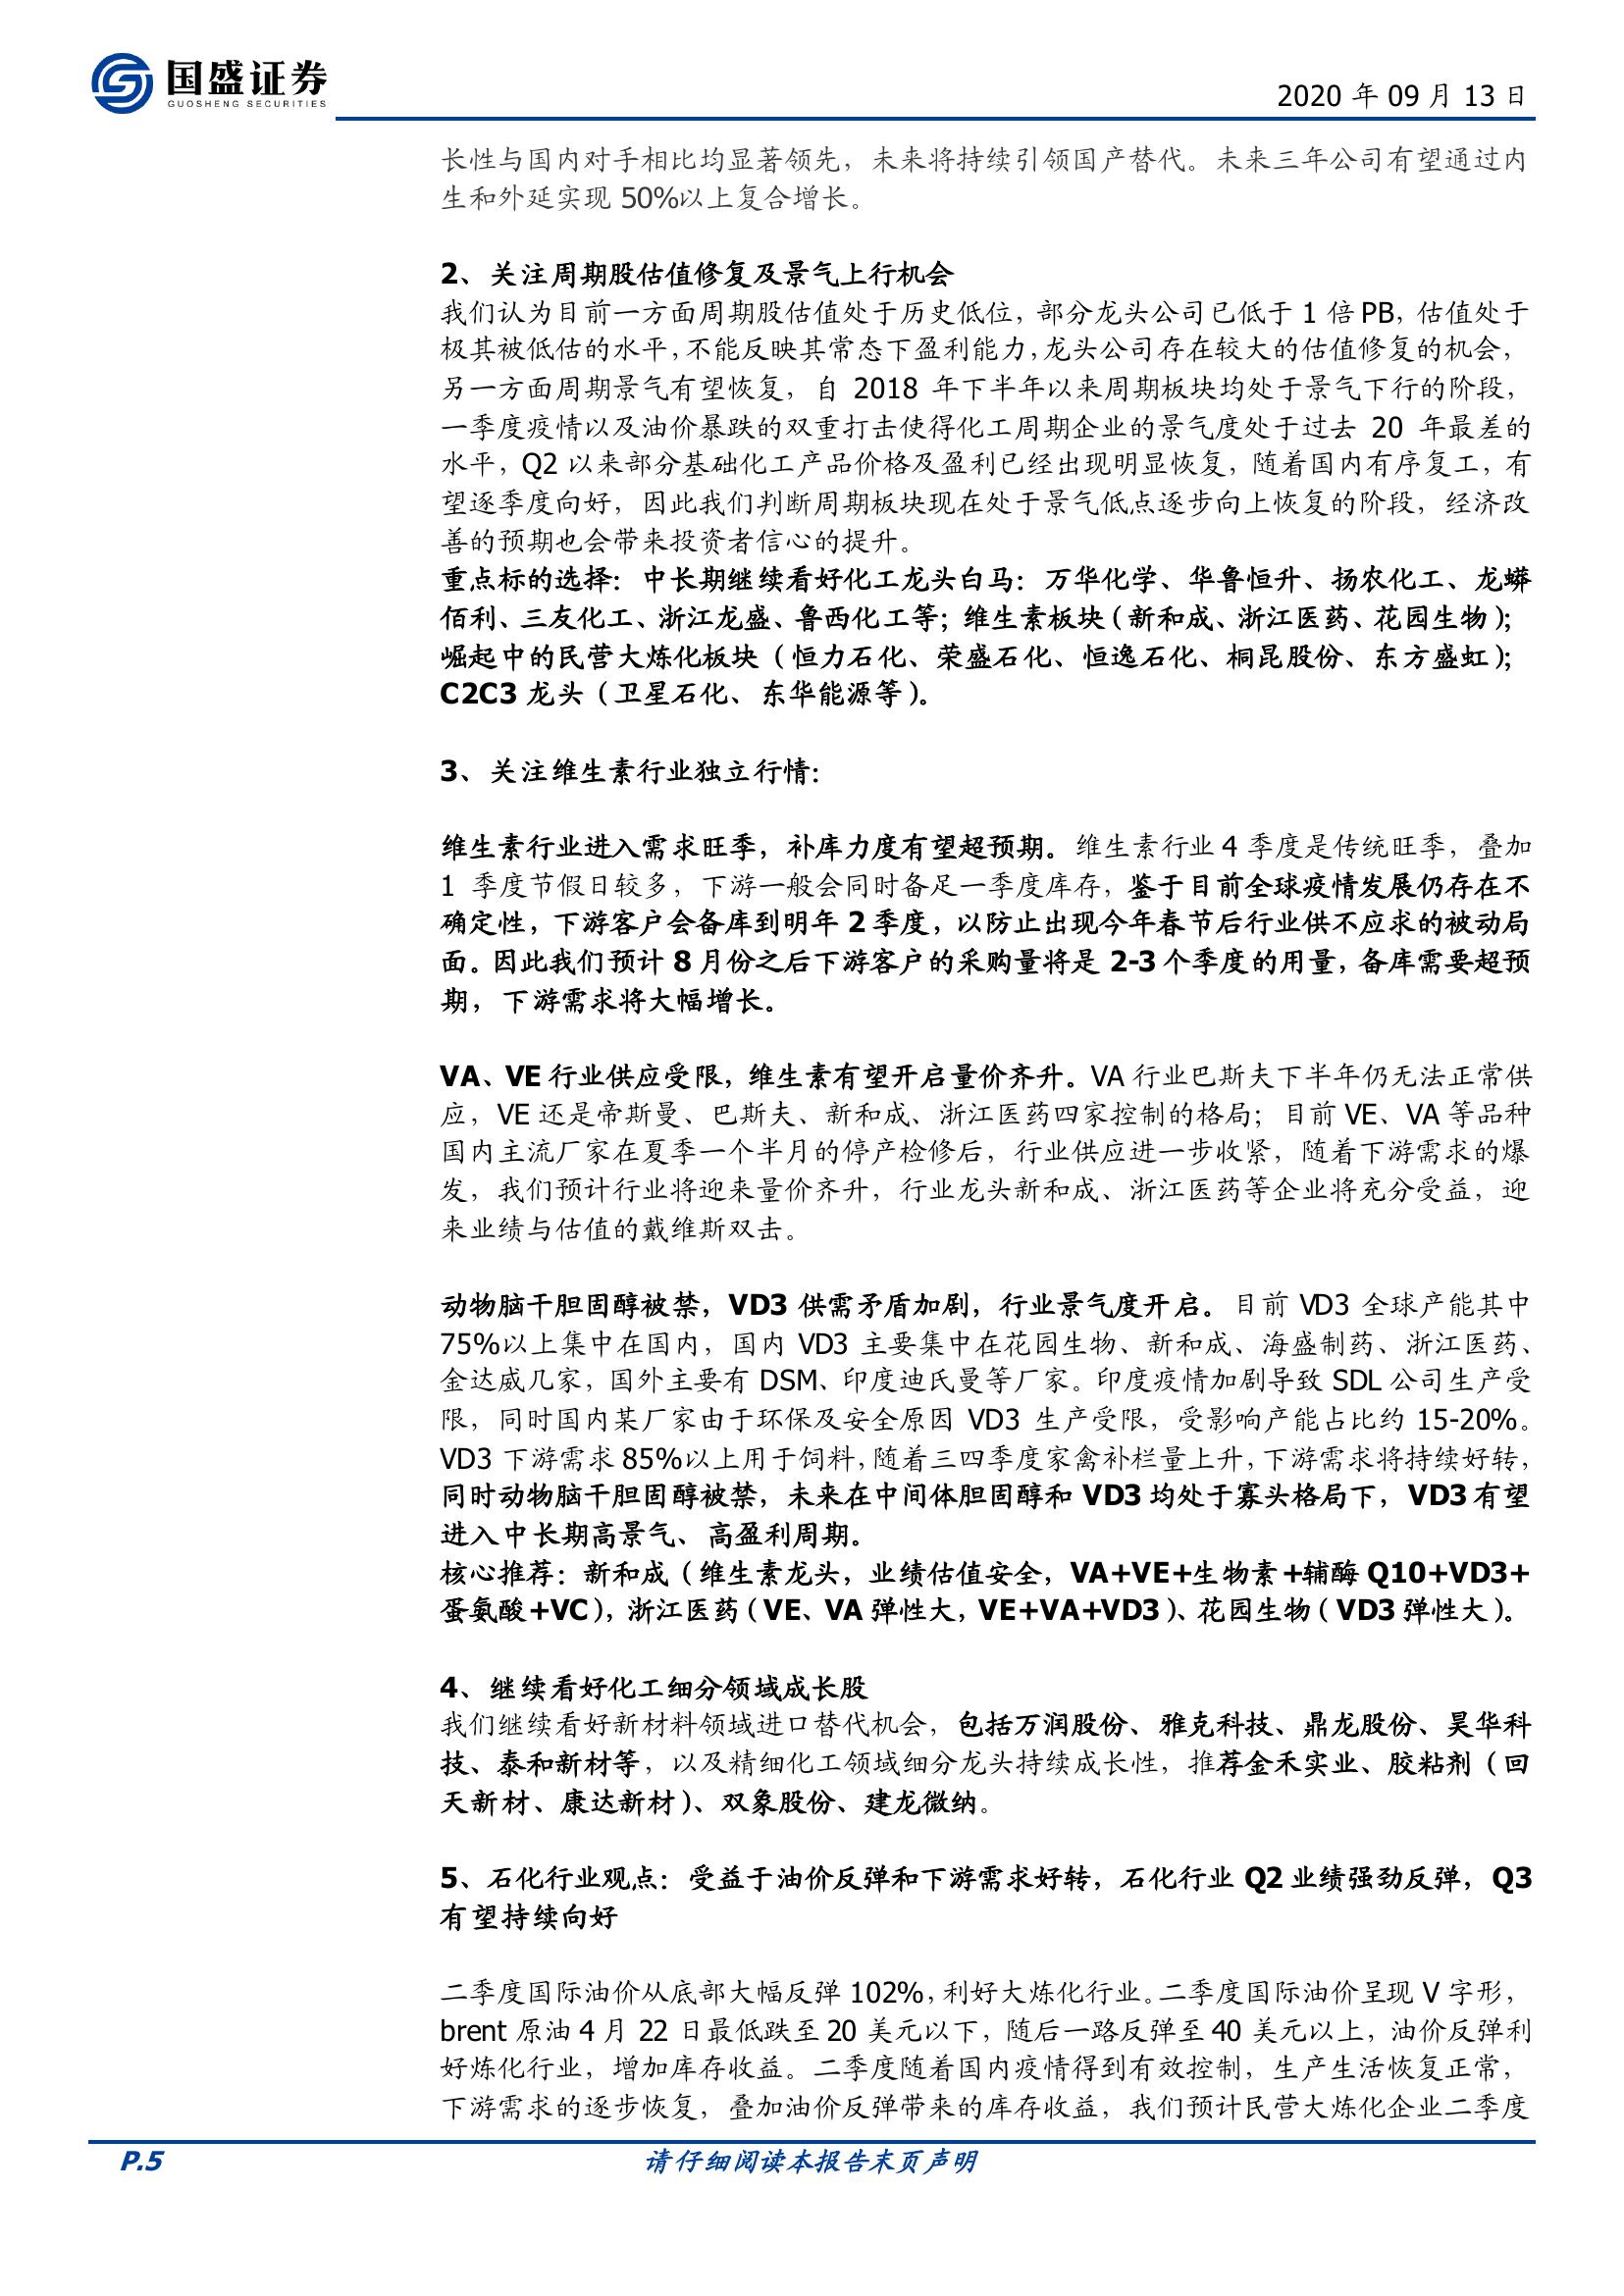 国盛证券
GUOSHENG SECURITIES
2020 年 09 月 13 日
长性与国内对手相比均显著领先，未来将持续引领国产替代。未来三年公司有望通过内
生和外延实现 50%以上复合增长。
2、关注周期股估值修复及景气上行机会
我们认为目前一方面周期股估值处于历史低位，部分龙头公司已低于 1 倍 PB，估值处于
极其被低估的水平，不能反映其常态下盈利能力，龙头公司存在较大的估值修复的机会，
另一方面周期景气有望恢复，自 2018 年下半年以来周期板块均处于景气下行的阶段，
一季度疫情以及油价暴跌的双重打击使得化工周期企业的景气度处于过去 20 年最差的
水平，Q2 以来部分基础化工产品价格及盈利已经出现明显恢复，随着国内有序复工，有
望逐季度向好，因此我们判断周期板块现在处于景气低点逐步向上恢复的阶段，经济改
善的预期也会带来投资者信心的提升。
重点标的选择：中长期继续看好化工龙头白马：万华化学、华鲁恒升、扬农化工、龙蟒
佰利、三友化工、浙江龙盛、鲁西化工等；维生素板块（新和成、浙江医药、花园生物）；
崛起中的民营大炼化板块（恒力石化、荣盛石化、恒逸石化、桐昆股份、东方盛虹）；
C2C3 龙头（卫星石化、东华能源等）。
3、关注维生素行业独立行情：
维生素行业进入需求旺季，补库力度有望超预期。维生素行业 4 季度是传统旺季，叠加
1 季度节假日较多，下游一般会同时备足一季度库存，鉴于目前全球疫情发展仍存在不
确定性，下游客户会备库到明年 2 季度，以防止出现今年春节后行业供不应求的被动局
面。因此我们预计 8 月份之后下游客户的采购量将是 2-3 个季度的用量，备库需要超预
期，下游需求将大幅增长。
VA、VE 行业供应受限，维生素有望开启量价齐升。VA 行业巴斯夫下半年仍无法正常供
应，VE 还是帝斯曼、巴斯夫、新和成、浙江医药四家控制的格局；目前 VE、VA 等品种
国内主流厂家在夏季一个半月的停产检修后，行业供应进一步收紧，随着下游需求的爆
发，我们预计行业将迎来量价齐升，行业龙头新和成、浙江医药等企业将充分受益，迎
来业绩与估值的戴维斯双击。
动物脑干胆固醇被禁，VD3 供需矛盾加剧，行业景气度开启。目前 VD3 全球产能其中
75%以上集中在国内，国内 VD3 主要集中在花园生物、新和成、海盛制药、浙江医药、
金达威几家，国外主要有 DSM、印度迪氏曼等厂家。印度疫情加剧导致 SDL 公司生产受
限，同时国内某厂家由于环保及安全原因 VD3 生产受限，受影响产能占比约 15-20%。
VD3 下游需求 85%以上用于饲料，随着三四季度家禽补栏量上升，下游需求将持续好转，
同时动物脑干胆固醇被禁，未来在中间体胆固醇和 VD3 均处于寡头格局下，VD3 有望
进入中长期高景气、高盈利周期。
核心推荐：新和成（维生素龙头，业绩估值安全，VA+VE+生物素+辅酶 Q10+VD3+
蛋氨酸+VC），浙江医药（VE、VA 弹性大，VE+VA+VD3）、花园生物（VD3 弹性大）。
4、继续看好化工细分领域成长股
我们继续看好新材料领域进口替代机会，包括万润股份、雅克科技、鼎龙股份、昊华科
技、泰和新材等，以及精细化工领域细分龙头持续成长性，推荐金禾实业、胶粘剂（回
天新材、康达新材）、双象股份、建龙微纳。
5、石化行业观点：受益于油价反弹和下游需求好转，石化行业 Q2 业绩强劲反弹，Q3
有望持续向好
二季度国际油价从底部大幅反弹 102%，利好大炼化行业。二季度国际油价呈现 V 字形，
brent 原油 4 月 22 日最低跌至 20 美元以下，随后一路反弹至 40 美元以上，油价反弹利
好炼化行业，增加库存收益。二季度随着国内疫情得到有效控制，生产生活恢复正常，
下游需求的逐步恢复，叠加油价反弹带来的库存收益，我们预计民营大炼化企业二季度
P.5
请仔细阅读本报告末页声明